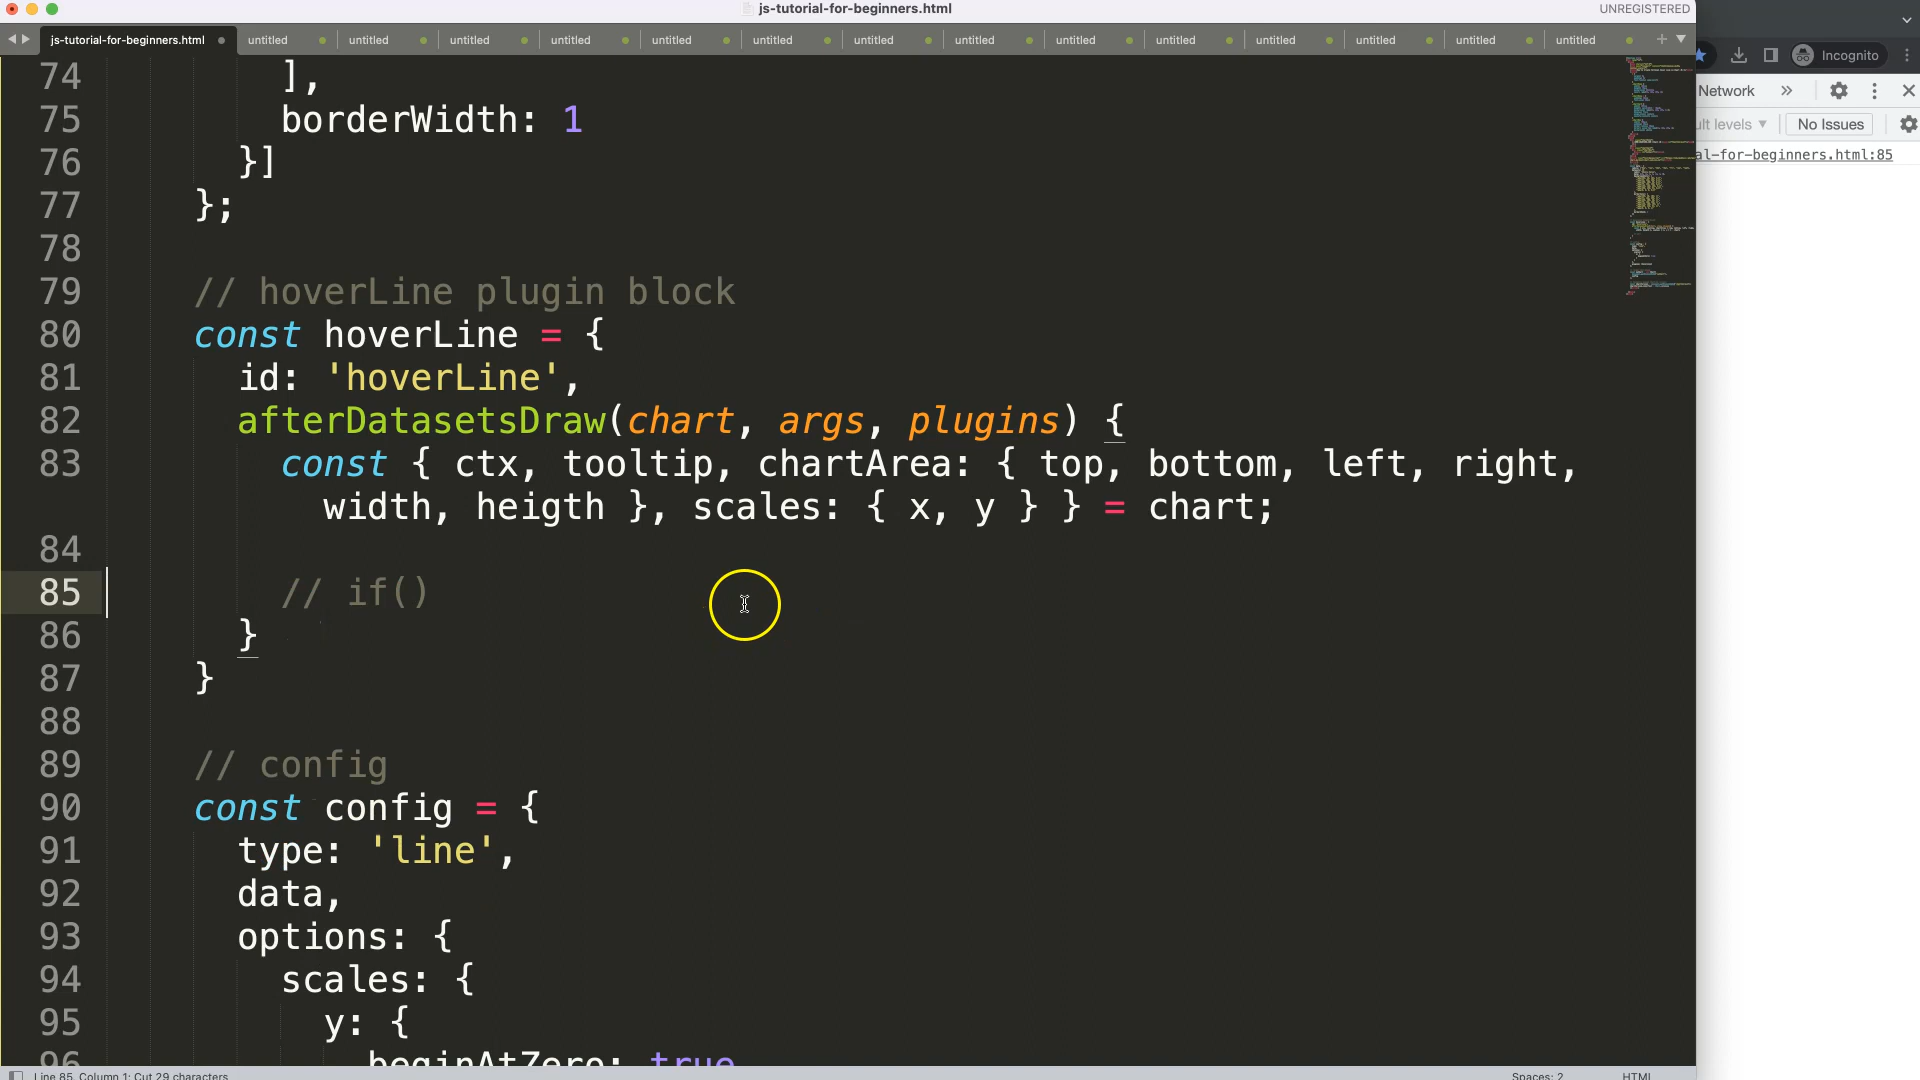 js-tutorial-for-beginners.html
UNREGISTERED
js-tutorial-for-beginners.html untitled untitled untitled untitled untitled untitled untitled untitled untitled untitled untitled untitled untitled untitled
Incognito
Network
No Issues
al-for-beginners.html:85
74 ],
75 borderWidth: 1
76 }]
77 };
78
79 // hoverLine plugin block
80 const hoverLine = {
81 id: 'hoverLine',
82 afterDatasetsDraw(chart, args, plugins) {
83 const { ctx, tooltip, chartArea: { top, bottom, left, right,
width, heigth }, scales: { x, y } } = chart;
84
85 // if()
86 }
87 }
88
89 // config
90 const config = {
91 type: 'line',
92 data,
93 options: {
94 scales: {
95 y: {
96 beginAtZero: true
Line 85, Column 1; Cut 29 characters
Spaces: 2
HTML